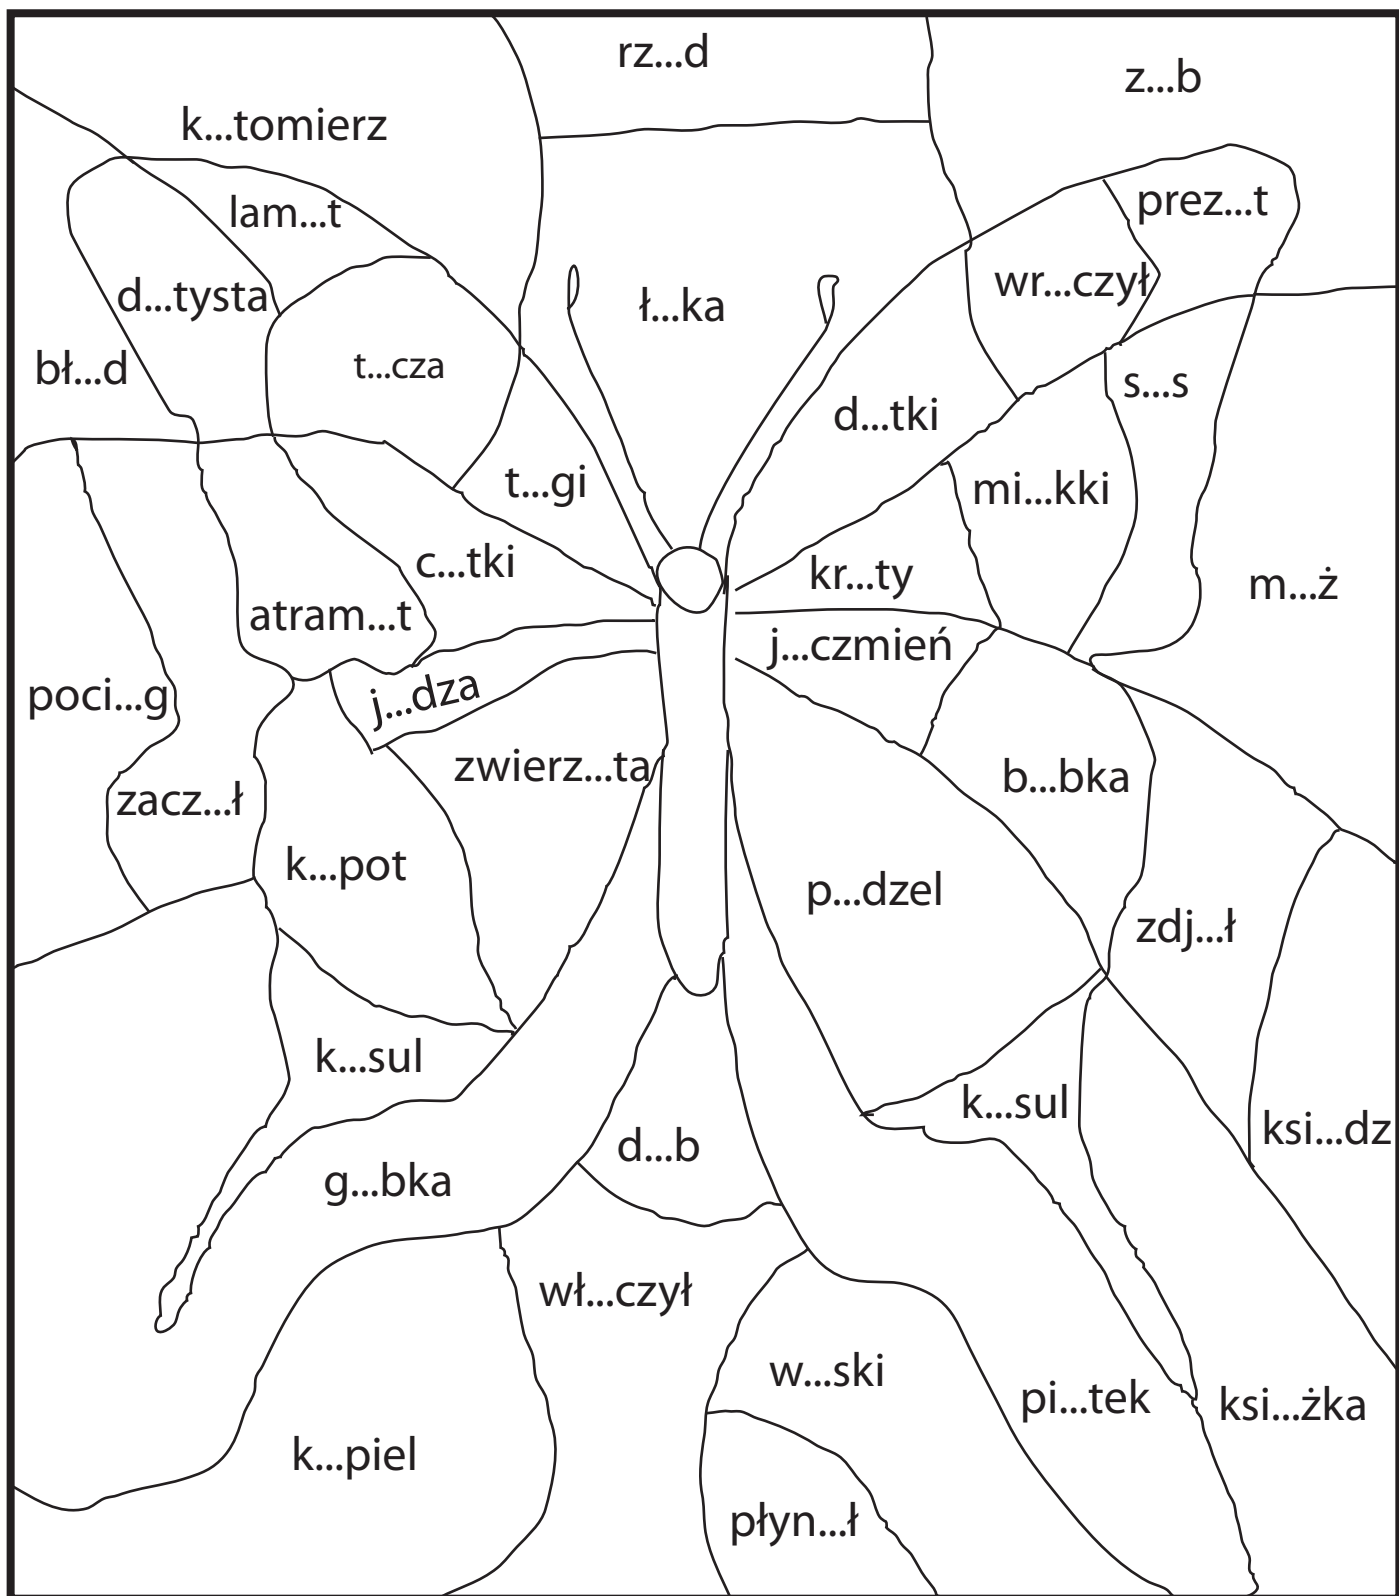 rz...d
z...b
k...tomierz
prez...t
lam...t
wr...czył
d...tysta
ł...ka
bł...d
t...cza
s...s
d...tki
t...gi
mi...kki
c...tki
kr...ty
m...ż
atram...t
j...czmień
poci...g
j...dza
zwierz...ta
b...bka
zacz...ł
k...pot
p...dzel
zdj...ł
k...sul
k...sul
ksi...dz
d...b
g...bka
wł...czył
w...ski
pi...tek
ksi...żka
k...piel
płyn...ł